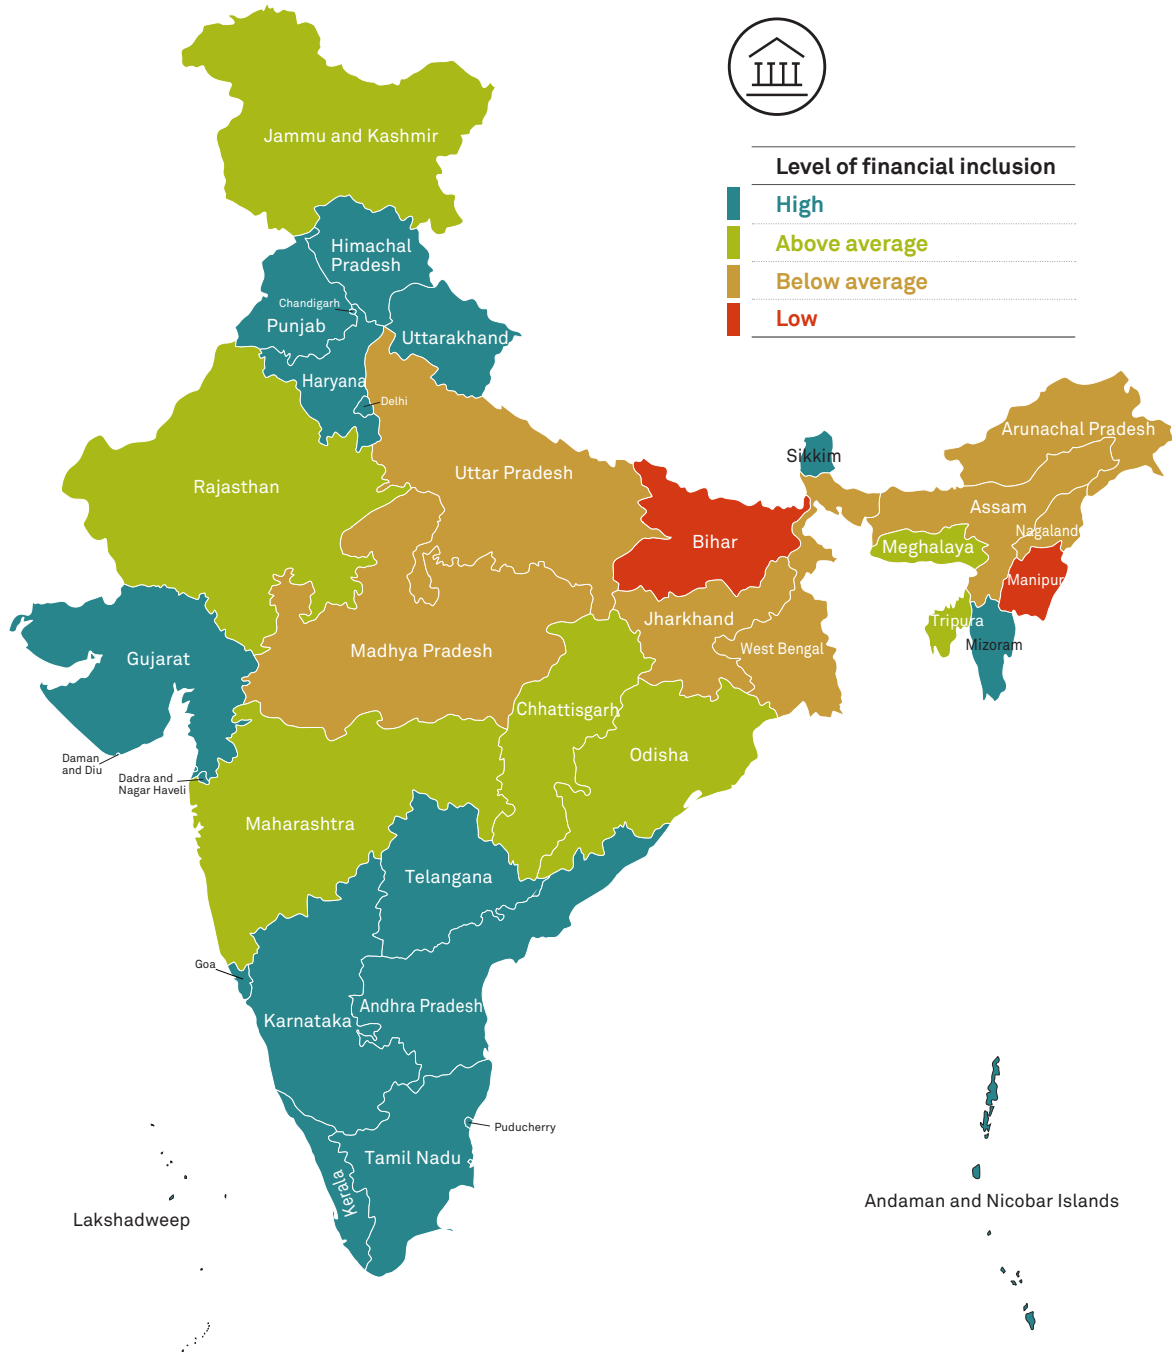 Level of financial inclusion
High
Above average
Below average
Low
Jammu and Kashmir
Himachal
Pradesh
Chandigarh
Punjab
Uttarakhand
Haryana
Delhi
Arunachal Pradesh
Sikkim
Uttar Pradesh
Rajasthan
Assam
Nagaland
Bihar
Meghalaya
Manipur
Jharkhand
Tripura
Mizoram
West Bengal
Madhya Pradesh
Gujarat
Chhattisgarh
Odisha
Daman
and Diu
Dadra and
Nagar Haveli
Maharashtra
Telangana
Goa
Andhra Pradesh
Karnataka
Puducherry
Tamil Nadu
Kerala
Andaman and Nicobar Islands
Lakshadweep